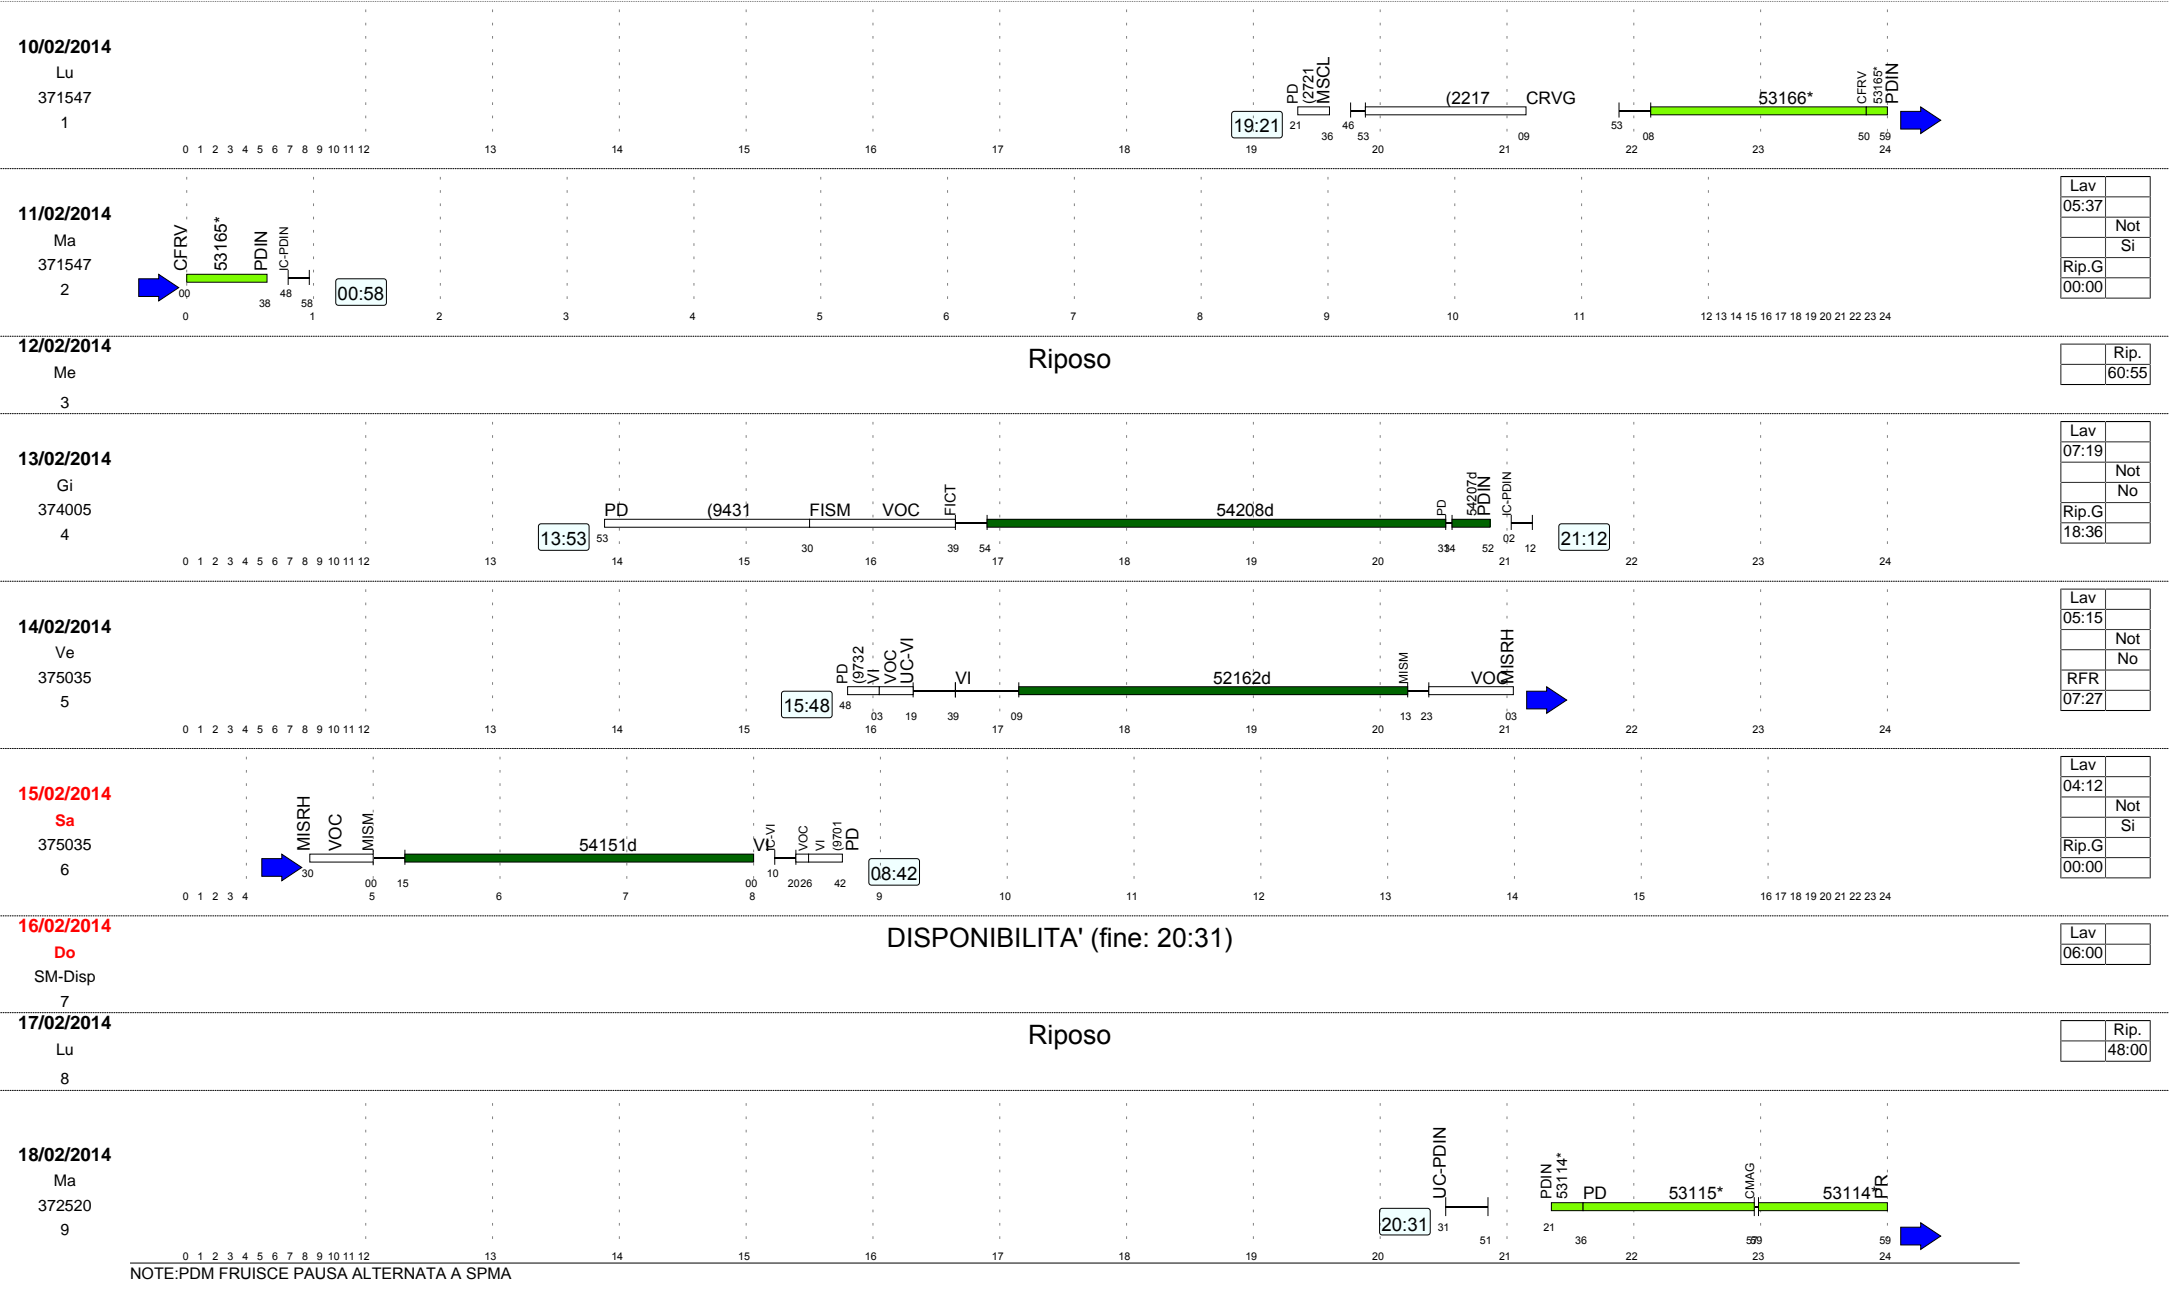 10/02/2014
Lu
371547
1
19:21
PD (2721 MSCL (2217 CRVG 53166* CFRV 53165* PDIN
21 36 46 53 09 53 08 50 59
0 1 2 3 4 5 6 7 8 9 10 11 12 13 14 15 16 17 18 19 20 21 22 23 24
11/02/2014
Ma
371547
2
CFRV 53165* PDIN IC-PDIN
00 38 48 58
00:58
0 1 2 3 4 5 6 7 8 9 10 11 12 13 14 15 16 17 18 19 20 21 22 23 24
Lav
05:37
Not
Si
Rip.G
00:00
12/02/2014
Me
3
Riposo
Rip.
60:55
13/02/2014
Gi
374005
4
13:53
PD (9431 FISM VOC FICT 54208d PD 54207d PDIN IC-PDIN
53 30 39 54 33 34 52 02 12
21:12
0 1 2 3 4 5 6 7 8 9 10 11 12 13 14 15 16 17 18 19 20 21 22 23 24
Lav
07:19
Not
No
Rip.G
18:36
14/02/2014
Ve
375035
5
15:48
PD (9732 VI VOC UC-VI VI 52162d MISM VOC MISRH
48 03 19 39 09 13 23 03
0 1 2 3 4 5 6 7 8 9 10 11 12 13 14 15 16 17 18 19 20 21 22 23 24
Lav
05:15
Not
No
RFR
07:27
15/02/2014
Sa
375035
6
MISRH VOC MISM 54151d VI IC-VI VOC VI (9701 PD
30 00 15 00 10 20 26 42
08:42
0 1 2 3 4 5 6 7 8 9 10 11 12 13 14 15 16 17 18 19 20 21 22 23 24
Lav
04:12
Not
Si
Rip.G
00:00
16/02/2014
Do
SM-Disp
7
DISPONIBILITA' (fine: 20:31)
Lav
06:00
17/02/2014
Lu
8
Riposo
Rip.
48:00
18/02/2014
Ma
372520
9
20:31
UC-PDIN PDIN 53114* PD 53115* CMAG 53114* PR
31 51 21 36 57 59 59
0 1 2 3 4 5 6 7 8 9 10 11 12 13 14 15 16 17 18 19 20 21 22 23 24
NOTE:PDM FRUISCE PAUSA ALTERNATA A SPMA